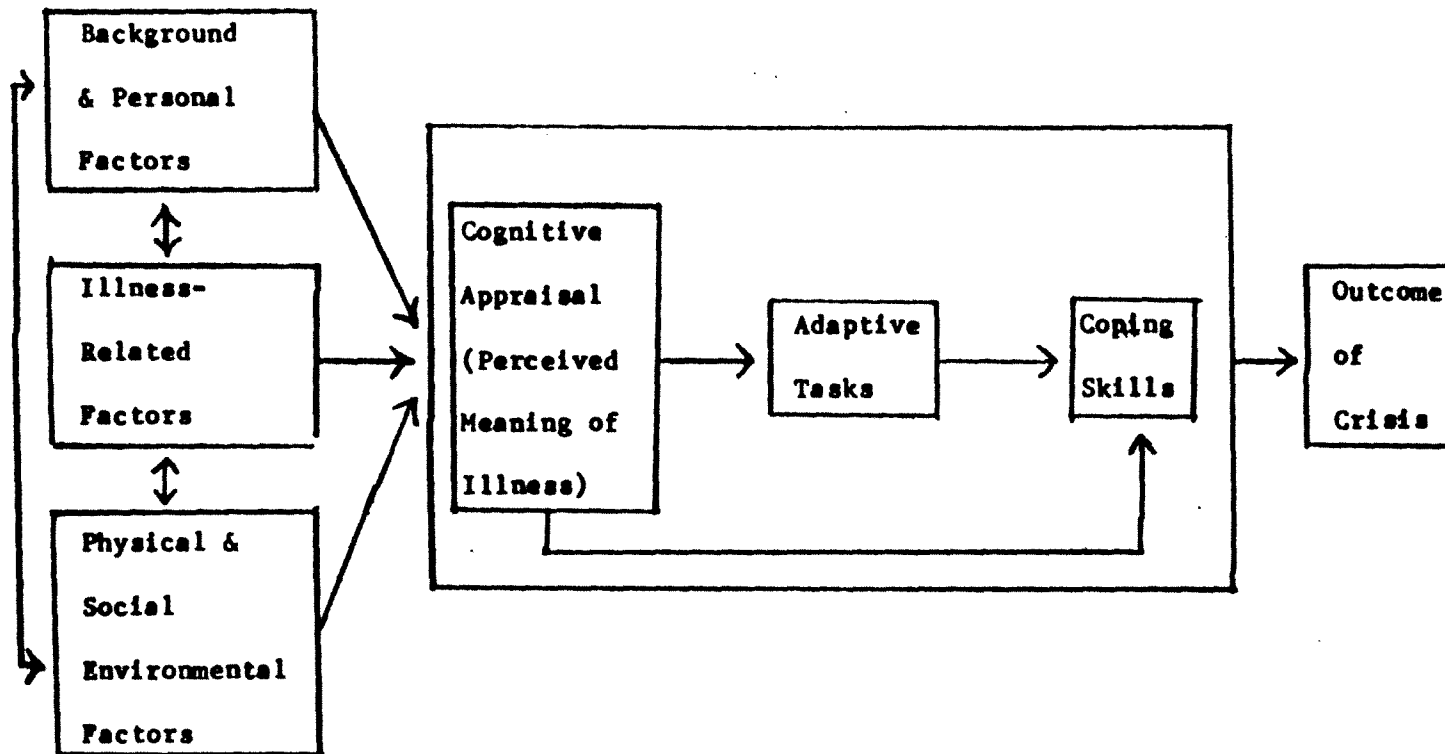 Background
& Personal
Factors
Illness-
Related
Factors
Physical &
Social
Environmental
Factors
Cognitive
Appraisal
(Perceived
Meaning of
Illness)
Adaptive
Tasks
Coping
Skills
Outcome
of
Crisis